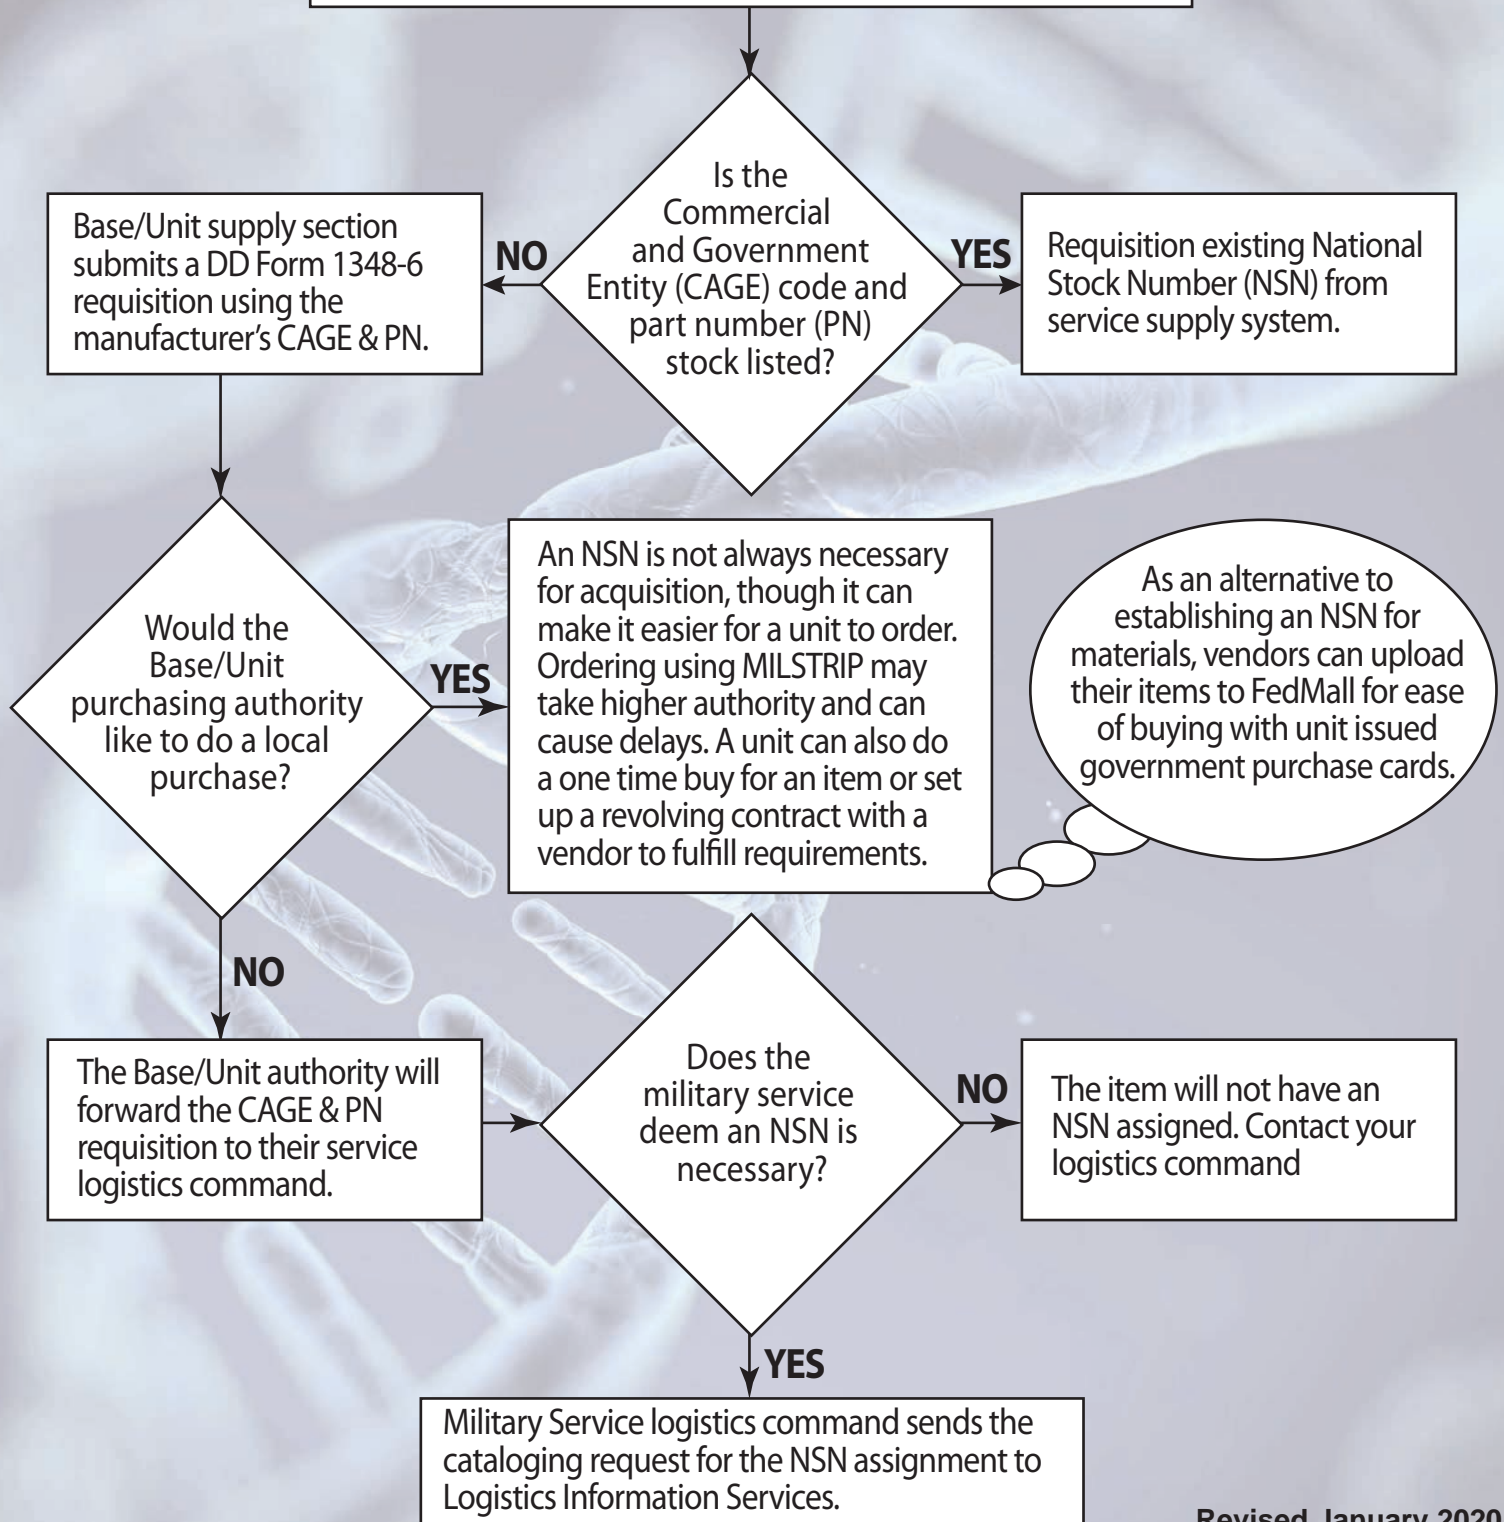 Is the
Commercial
and Government
Entity (CAGE) code and
part number (PN)
stock listed?
NO
YES
Base/Unit supply section
submits a DD Form 1348-6
requisition using the
manufacturer's CAGE & PN.
Requisition existing National
Stock Number (NSN) from
service supply system.
Would the
Base/Unit
purchasing authority
like to do a local
purchase?
YES
An NSN is not always necessary
for acquisition, though it can
make it easier for a unit to order.
Ordering using MILSTRIP may
take higher authority and can
cause delays. A unit can also do
a one time buy for an item or set
up a revolving contract with a
vendor to fulfill requirements.
As an alternative to
establishing an NSN for
materials, vendors can upload
their items to FedMall for ease
of buying with unit issued
government purchase cards.
NO
The Base/Unit authority will
forward the CAGE & PN
requisition to their service
logistics command.
Does the
military service
deem an NSN is
necessary?
NO
The item will not have an
NSN assigned. Contact your
logistics command
YES
Military Service logistics command sends the
cataloging request for the NSN assignment to
Logistics Information Services.
Revised January 2020